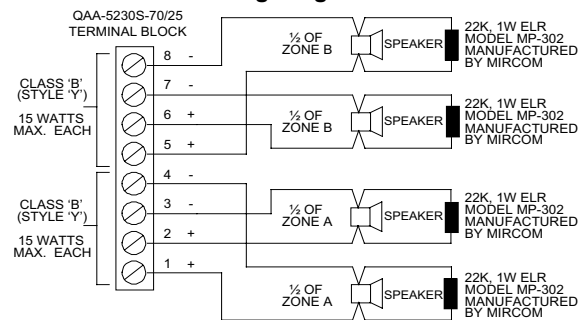 QAA-5230S-70/25
TERMINAL BLOCK
8 -
7 -
6 +
5 +
4 -
3 -
2 +
1 +
CLASS 'B'
(STYLE 'Y')
15 WATTS
MAX. EACH
CLASS 'B'
(STYLE 'Y')
15 WATTS
MAX. EACH
½ OF
ZONE B
SPEAKER
22K, 1W ELR
MODEL MP-302
MANUFACTURED
BY MIRCOM
½ OF
ZONE B
SPEAKER
22K, 1W ELR
MODEL MP-302
MANUFACTURED
BY MIRCOM
½ OF
ZONE A
SPEAKER
22K, 1W ELR
MODEL MP-302
MANUFACTURED
BY MIRCOM
½ OF
ZONE A
SPEAKER
22K, 1W ELR
MODEL MP-302
MANUFACTURED
BY MIRCOM